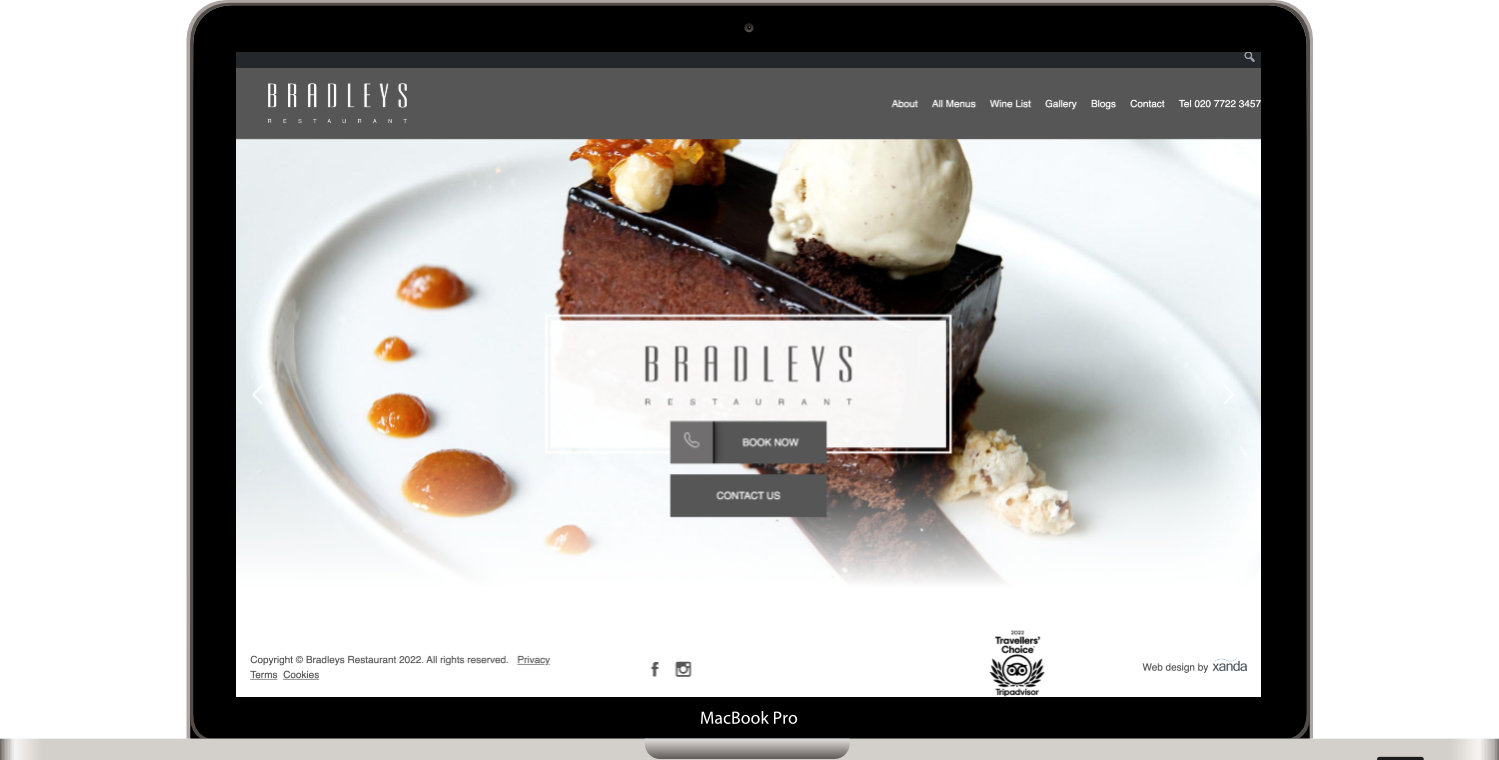 BRADLEYS
RESTAURANT
About All Menus Wine List Gallery Blogs Contact Tel 020 7722 3457
BRADLEYS
RESTAURANT
BOOK NOW
CONTACT US
Copyright © Bradleys Restaurant 2022. All rights reserved. Privacy
Terms Cookies
2022
Travellers'
Choice
Tripadvisor
Web design by xanda
MacBook Pro